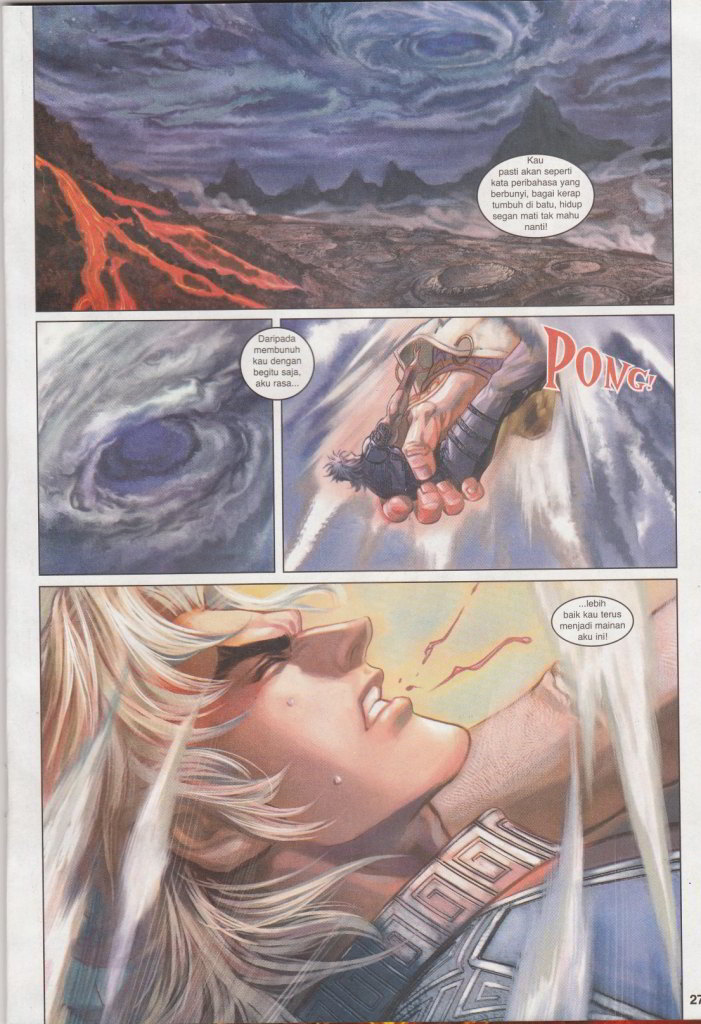 Kau
pasti akan seperti
kata peribahasa yang
berbunyi, bagai kerap
tumbuh di batu, hidup
segan mati tak mahu
nanti!
Daripada
membunuh
kau dengan
begitu saja,
aku rasa...
PONG!
...lebih
baik kau terus
menjadi mainan
aku ini!
27